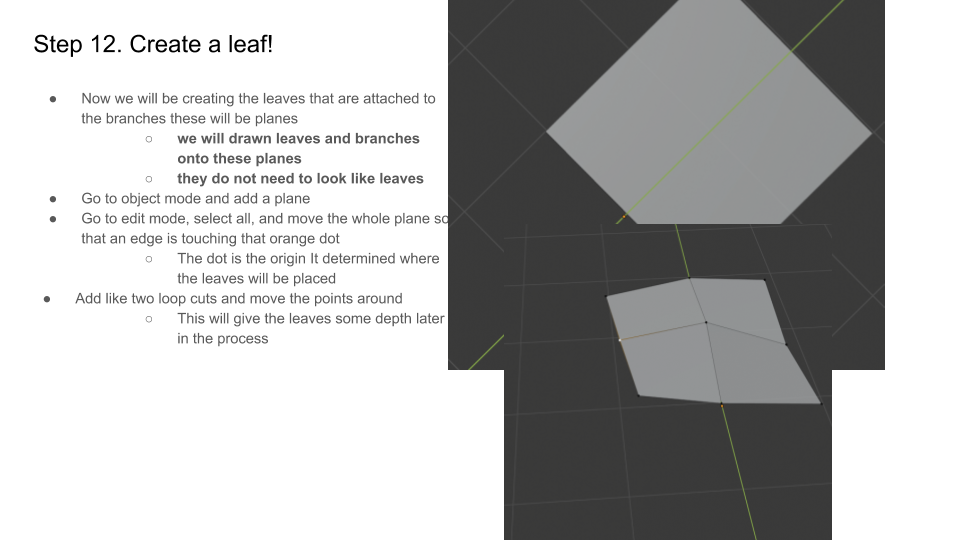 Step 12. Create a leaf!
● Now we will be creating the leaves that are attached to
the branches these will be planes
○ we will drawn leaves and branches
onto these planes
○ they do not need to look like leaves
● Go to object mode and add a plane
● Go to edit mode, select all, and move the whole plane so
that an edge is touching that orange dot
○ The dot is the origin It determined where
the leaves will be placed
● Add like two loop cuts and move the points around
○ This will give the leaves some depth later
in the process